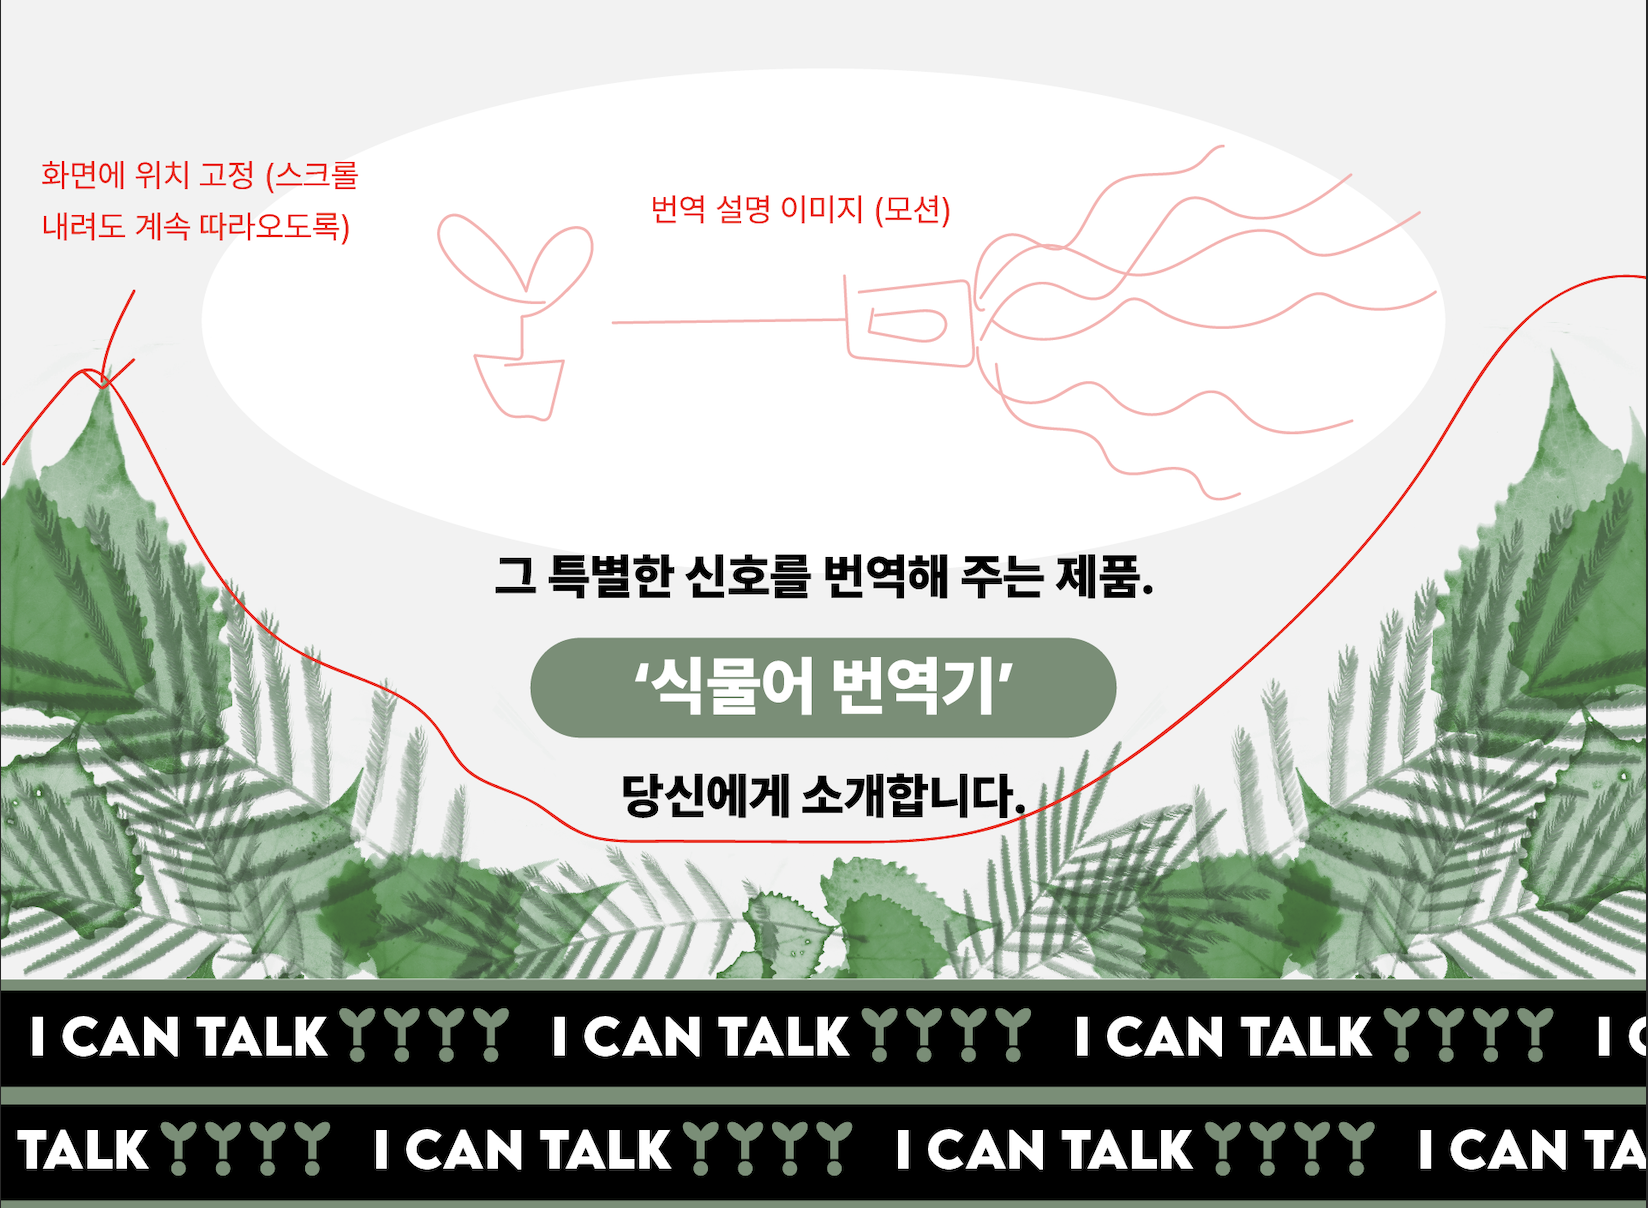 화면에 위치 고정 (스크롤
내려도 계속 따라오도록)
번역 설명 이미지 (모션)
그 특별한 신호를 번역해 주는 제품.
‘식물어 번역기’
당신에게 소개합니다.
I CAN TALK I CAN TALK I CAN TALK I C
TALK I CAN TALK I CAN TALK I CAN TA